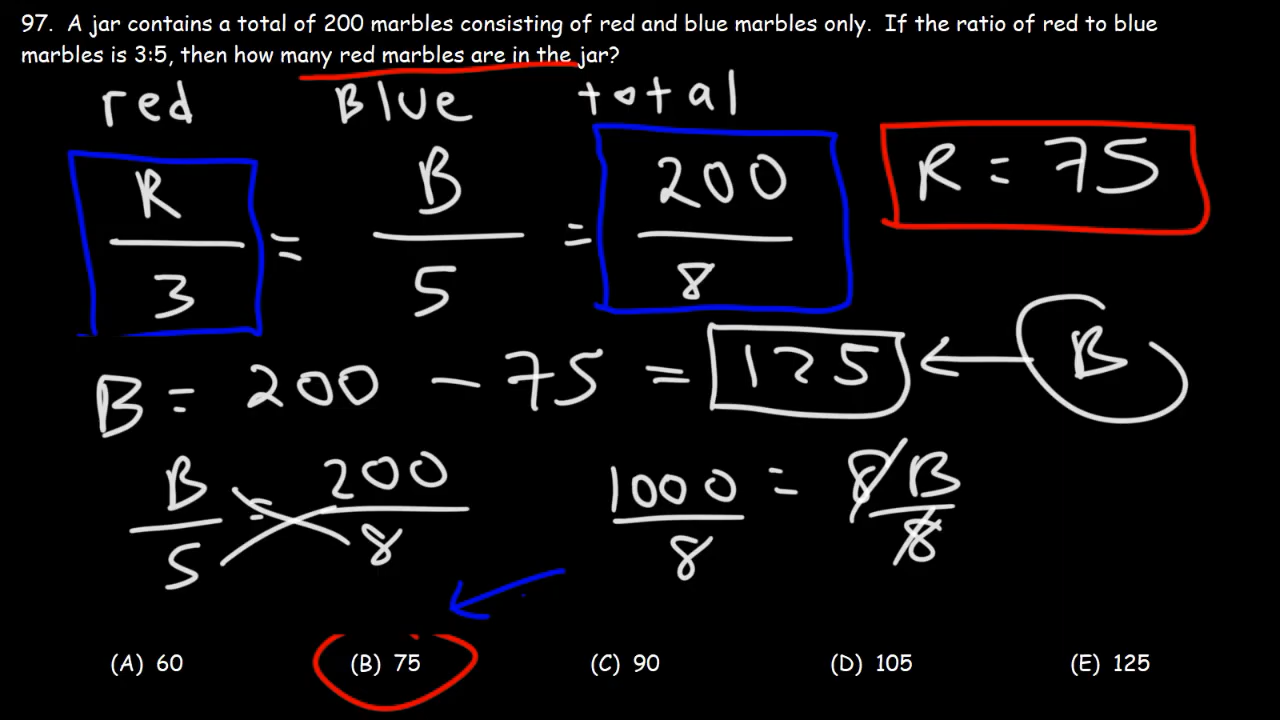 97. A jar contains a total of 200 marbles consisting of red and blue marbles only. If the ratio of red to blue
marbles is 3:5, then how many red marbles are in the jar?
red Blue total
R/3 = B/5 = 200/8
R = 75
B = 200 - 75 = 125 ← B
B/5 = 200/8
1000/8 = 8B/8
(A) 60 (B) 75 (C) 90 (D) 105 (E) 125